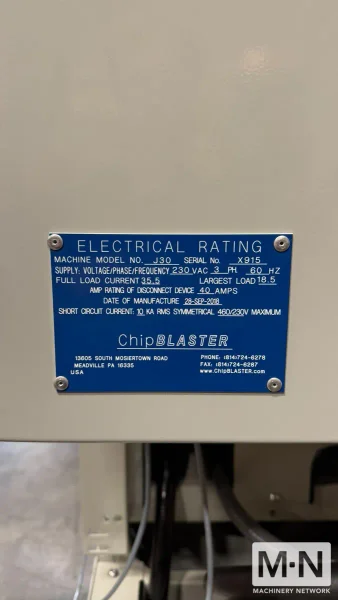 ELECTRICAL RATING
MACHINE MODEL NO. J30 SERIAL No. X915
SUPPLY: VOLTAGE/PHASE/FREQUENCY 230 VAC 3 PH. 60 HZ
FULL LOAD CURRENT 35.5 LARGEST LOAD 18.5
AMP RATING OF DISCONNECT DEVICE 40 AMPS
DATE OF MANUFACTURE 28-SEP-2018
SHORT CIRCUIT CURRENT: 10 KA RMS SYMMETRICAL 460/230V MAXIMUM
ChipBLASTER
13605 SOUTH MOSIERTOWN ROAD
MEADVILLE PA 16335
USA
PHONE: (814)724-6278
FAX: (814)724-6287
www.ChipBLASTER.com
M·N
MACHINERY NETWORK